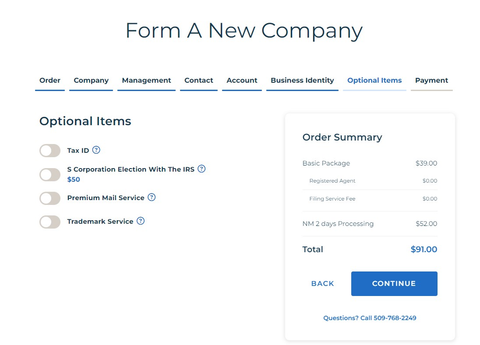 Form A New Company
Order Company Management Contact Account Business Identity Optional Items Payment
Optional Items
Tax ID ?
S Corporation Election With The IRS ?
$50
Premium Mail Service ?
Trademark Service ?
Order Summary
Basic Package $39.00
Registered Agent $0.00
Filing Service Fee $0.00
NM 2 days Processing $52.00
Total $91.00
BACK CONTINUE
Questions? Call 509-768-2249